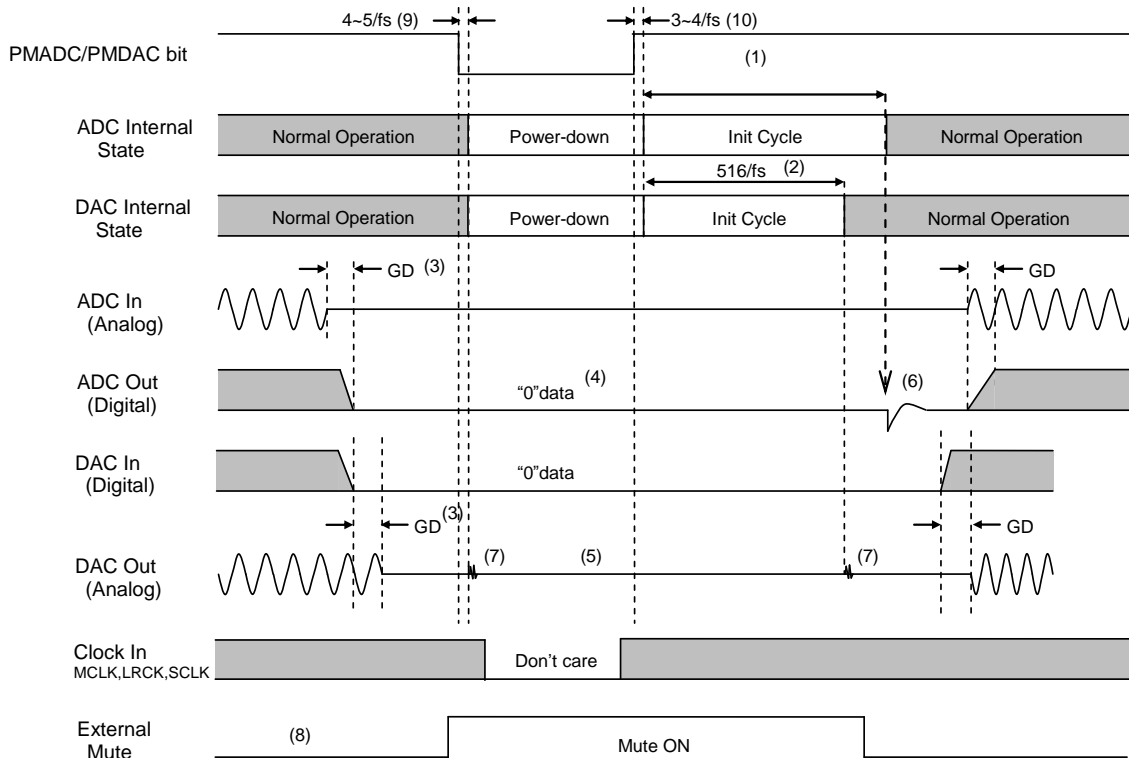 4~5/fs (9)
3~4/fs (10)
PMADC/PMDAC bit
(1)
ADC Internal
State
Normal Operation
Power-down
Init Cycle
Normal Operation
516/fs (2)
DAC Internal
State
Normal Operation
Power-down
Init Cycle
Normal Operation
GD (3)
GD
ADC In
(Analog)
ADC Out
(Digital)
“0”data (4)
(6)
DAC In
(Digital)
“0”data
GD (3)
GD
DAC Out
(Analog)
(7)
(5)
(7)
Clock In
MCLK,LRCK,SCLK
Don’t care
External
Mute
(8)
Mute ON